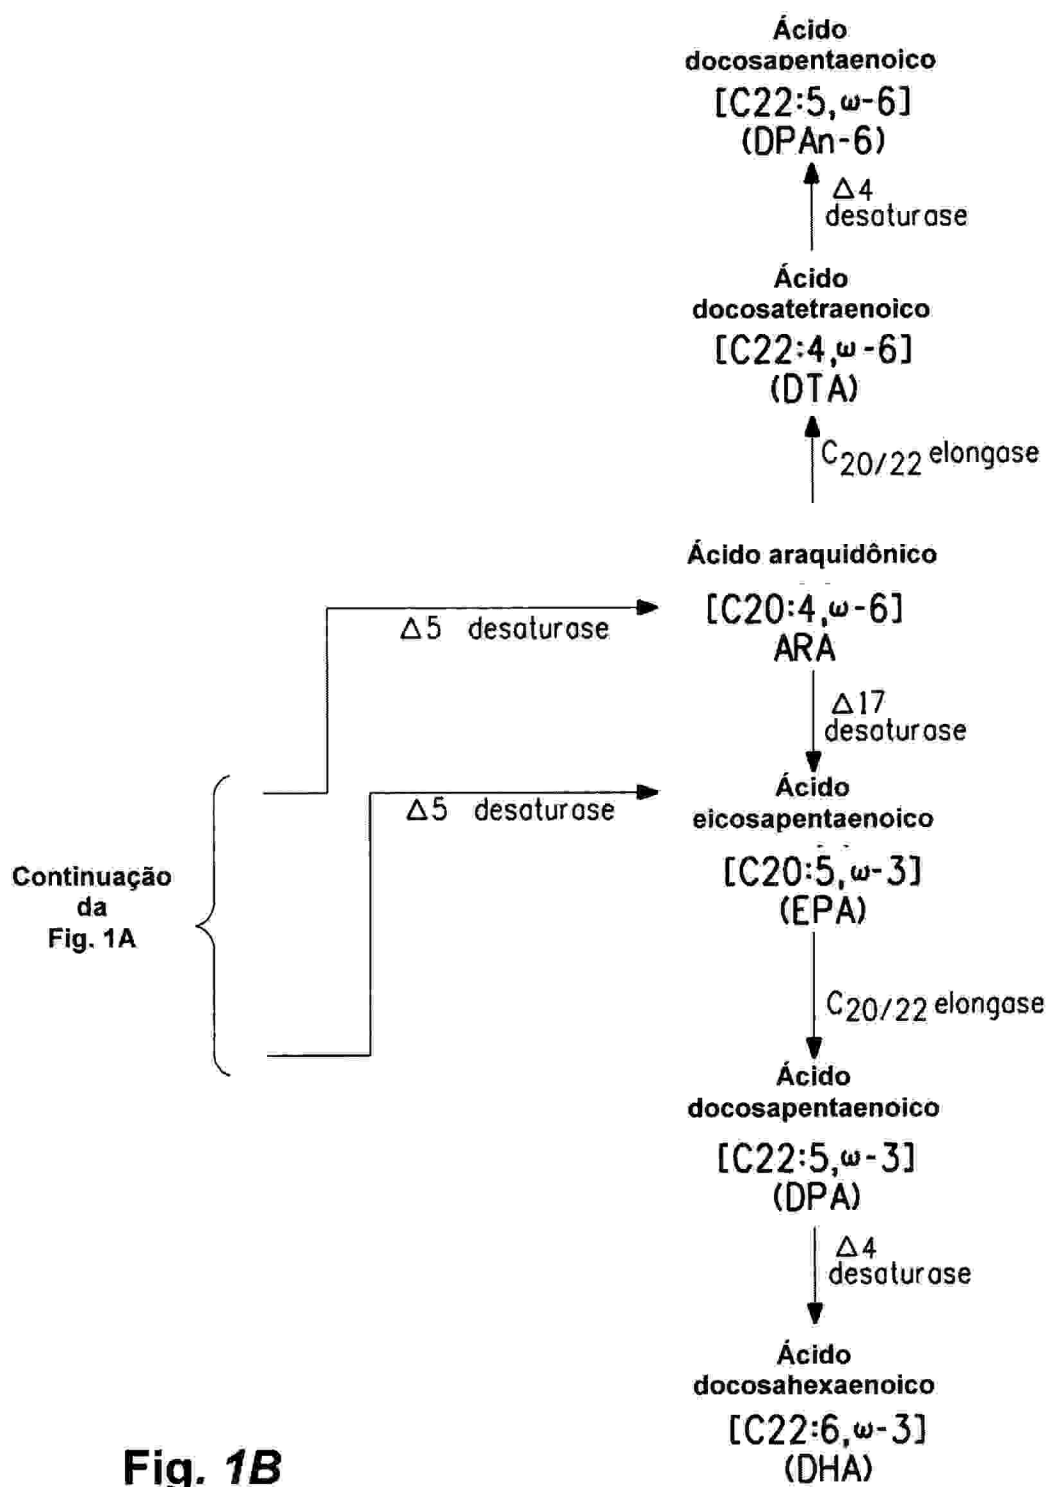 Ácido
docosapentaenoico
[C22:5,ω-6]
(DPAn-6)
Δ4
desaturase
Ácido
docosatetraenoico
[C22:4,ω-6]
(DTA)
C20/22 elongase
Ácido araquidônico
[C20:4,ω-6]
ARA
Δ5 desaturase
Δ17
desaturase
Ácido
eicosapentaenoico
[C20:5,ω-3]
(EPA)
Δ5 desaturase
Continuação
da
Fig. 1A
C20/22 elongase
Ácido
docosapentaenoico
[C22:5,ω-3]
(DPA)
Δ4
desaturase
Ácido
docosahexaenoico
[C22:6,ω-3]
(DHA)
Fig. 1B